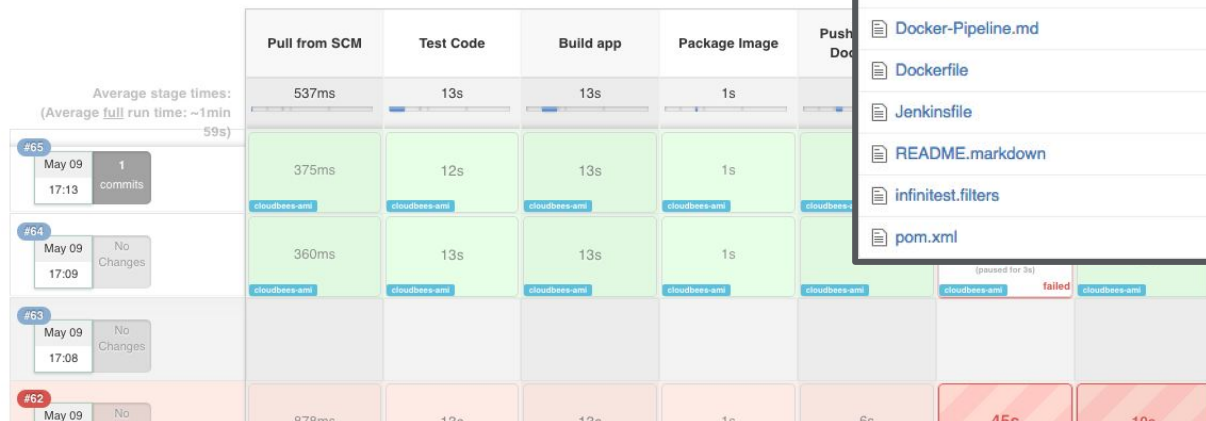 Pull from SCM
Test Code
Build app
Package Image
Push
Doc
Docker-Pipeline.md
Dockerfile
Jenkinsfile
README.markdown
infinitest.filters
pom.xml
Average stage times:
(Average full run time: ~1min
59s)
537ms
13s
13s
1s
#65
May 09
17:13
1
commits
375ms
12s
13s
1s
cloudbees-ami
cloudbees-ami
cloudbees-ami
cloudbees-ami
cloudbees-a
#64
May 09
17:09
No
Changes
360ms
13s
13s
1s
(paused for 3s)
failed
cloudbees-ami
cloudbees-ami
cloudbees-ami
cloudbees-ami
cloudbees-ami
cloudbees-ami
cloudbees-ami
#63
May 09
17:08
No
Changes
#62
May 09
No
878ms
1s
6s
45s